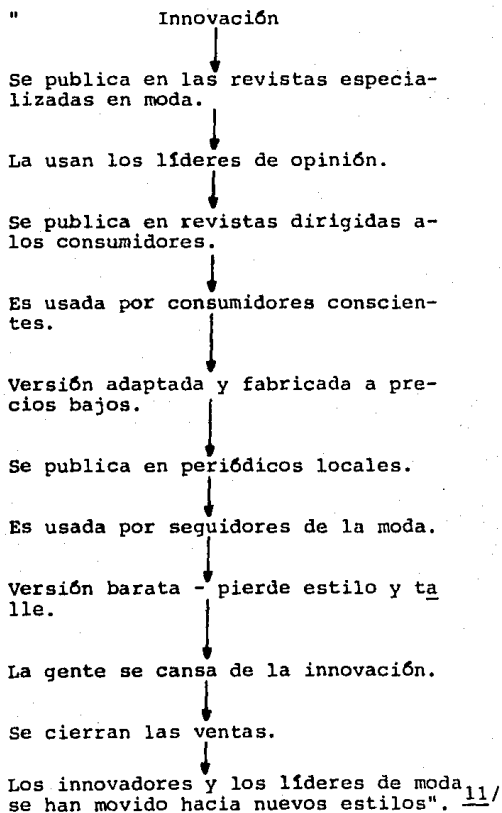 " Innovación
Se publica en las revistas especia-
lizadas en moda.
La usan los líderes de opinión.
Se publica en revistas dirigidas a-
los consumidores.
Es usada por consumidores conscien-
tes.
Versión adaptada y fabricada a pre-
cios bajos.
Se publica en periódicos locales.
Es usada por seguidores de la moda.
Versión barata - pierde estilo y ta
lle.
La gente se cansa de la innovación.
Se cierran las ventas.
Los innovadores y los líderes de moda
se han movido hacia nuevos estilos". 11/